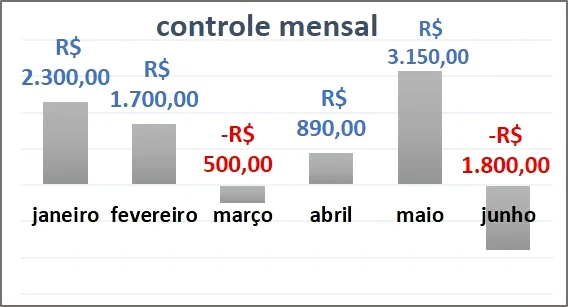 controle mensal
R$
2.300,00
R$
1.700,00
-R$
500,00
R$
890,00
R$
3.150,00
-R$
1.800,00
janeiro fevereiro março abril maio junho